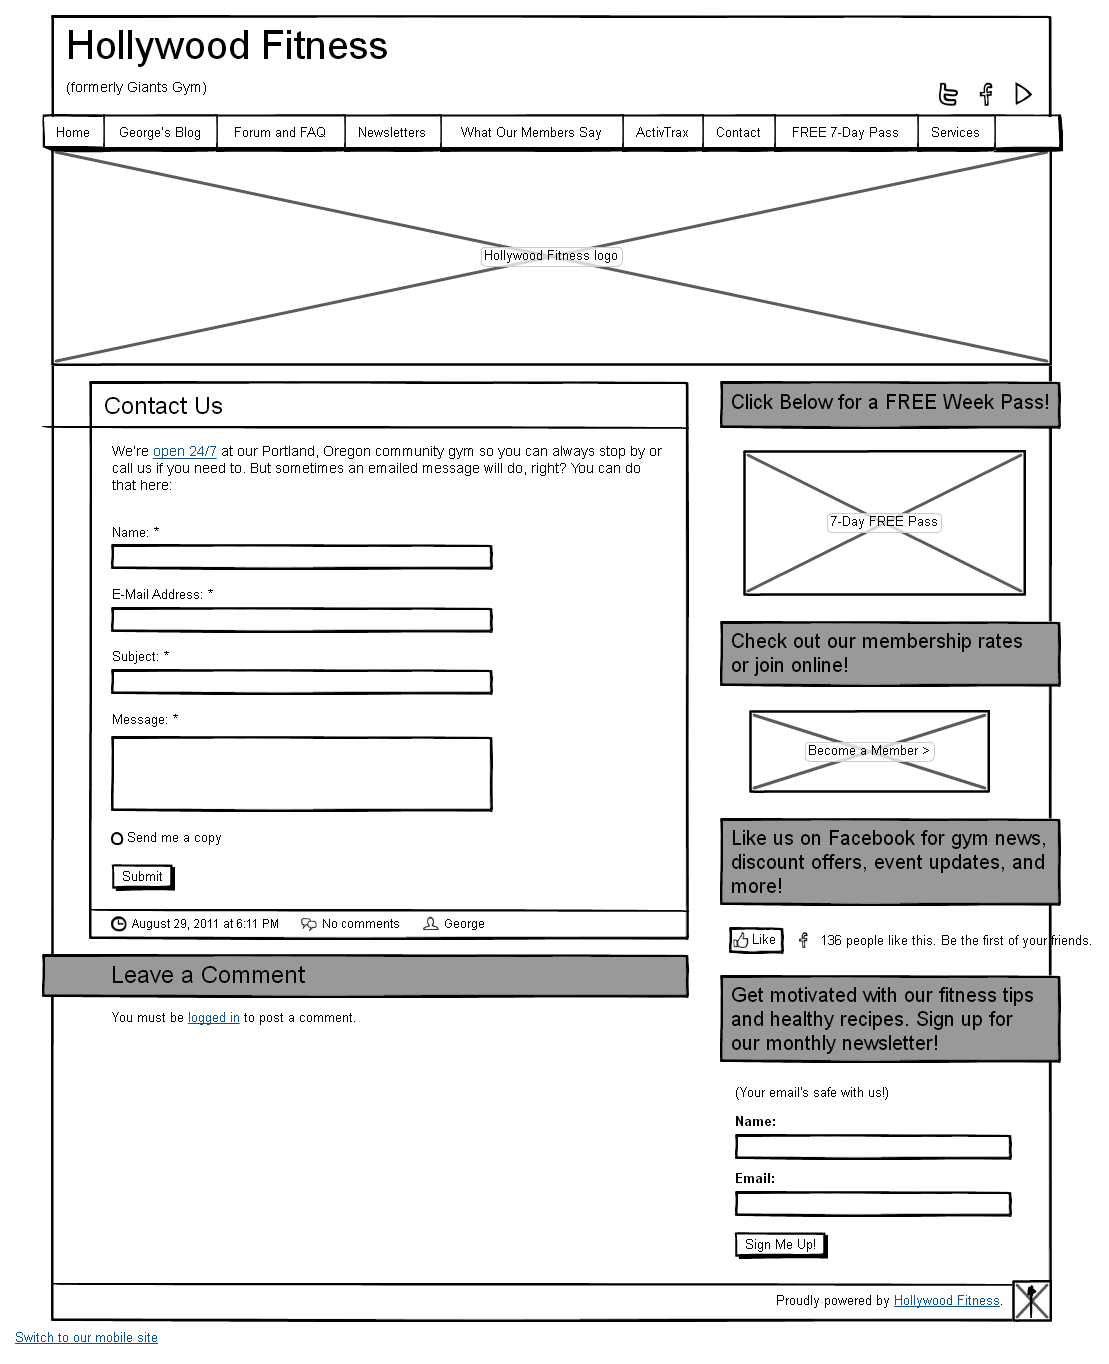 Hollywood Fitness
(formerly Giants Gym)
Home
George's Blog
Forum and FAQ
Newsletters
What Our Members Say
ActivTrax
Contact
FREE 7-Day Pass
Services
Hollywood Fitness logo
Contact Us
We're open 24/7 at our Portland, Oregon community gym so you can always stop by or
call us if you need to. But sometimes an emailed message will do, right? You can do
that here:
Name: *
E-Mail Address: *
Subject: *
Message: *
Send me a copy
Submit
August 29, 2011 at 6:11 PM
No comments
George
Leave a Comment
You must be logged in to post a comment.
Click Below for a FREE Week Pass!
7-Day FREE Pass
Check out our membership rates
or join online!
Become a Member >
Like us on Facebook for gym news,
discount offers, event updates, and
more!
Like
136 people like this. Be the first of your friends.
Get motivated with our fitness tips
and healthy recipes. Sign up for
our monthly newsletter!
(Your email's safe with us!)
Name:
Email:
Sign Me Up!
Proudly powered by Hollywood Fitness.
Switch to our mobile site